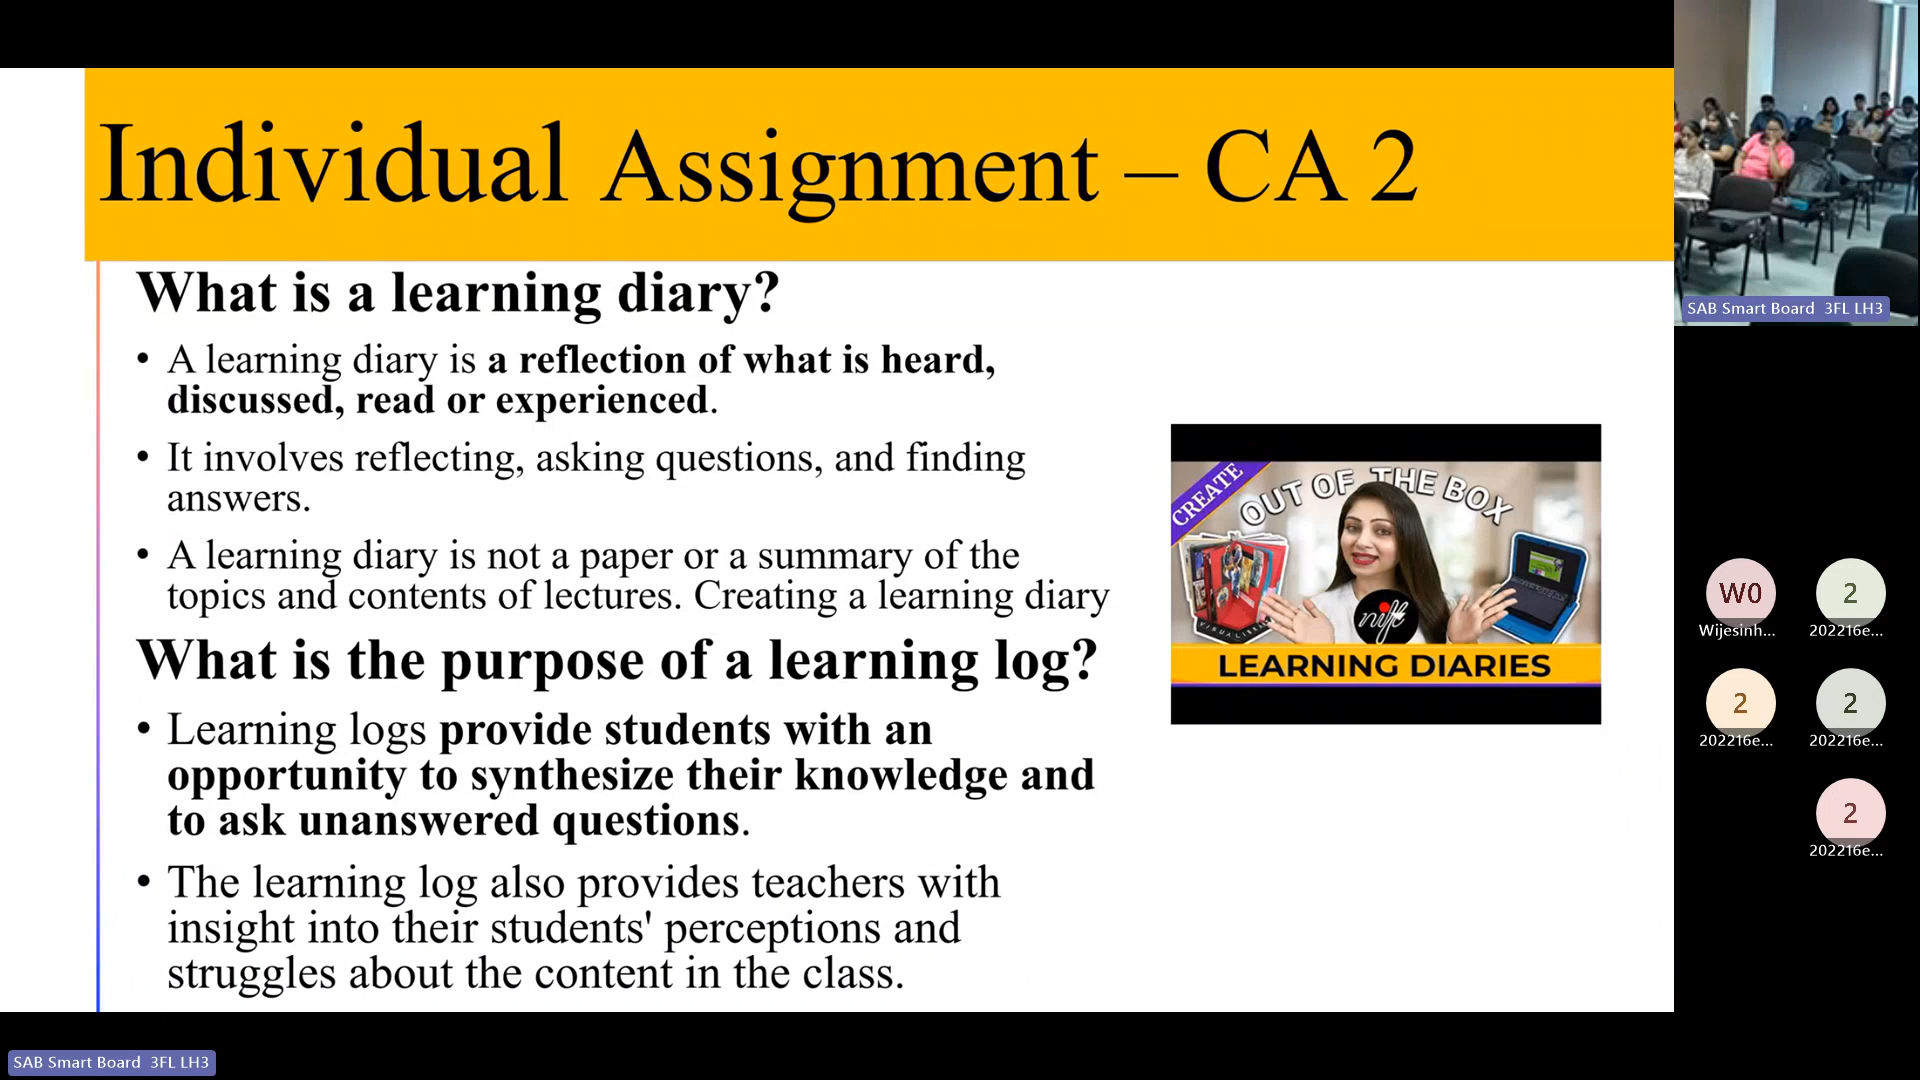 Individual Assignment – CA 2
What is a learning diary?
• A learning diary is a reflection of what is heard,
discussed, read or experienced.
• It involves reflecting, asking questions, and finding
answers.
• A learning diary is not a paper or a summary of the
topics and contents of lectures. Creating a learning diary
What is the purpose of a learning log?
• Learning logs provide students with an
opportunity to synthesize their knowledge and
to ask unanswered questions.
• The learning log also provides teachers with
insight into their students' perceptions and
struggles about the content in the class.
CREATE
OUT OF THE BOX
nift
LEARNING DIARIES
SAB Smart Board 3FL LH3
W0
Wijesinh...
2
202216e...
2
202216e...
2
202216e...
2
202216e...
SAB Smart Board 3FL LH3